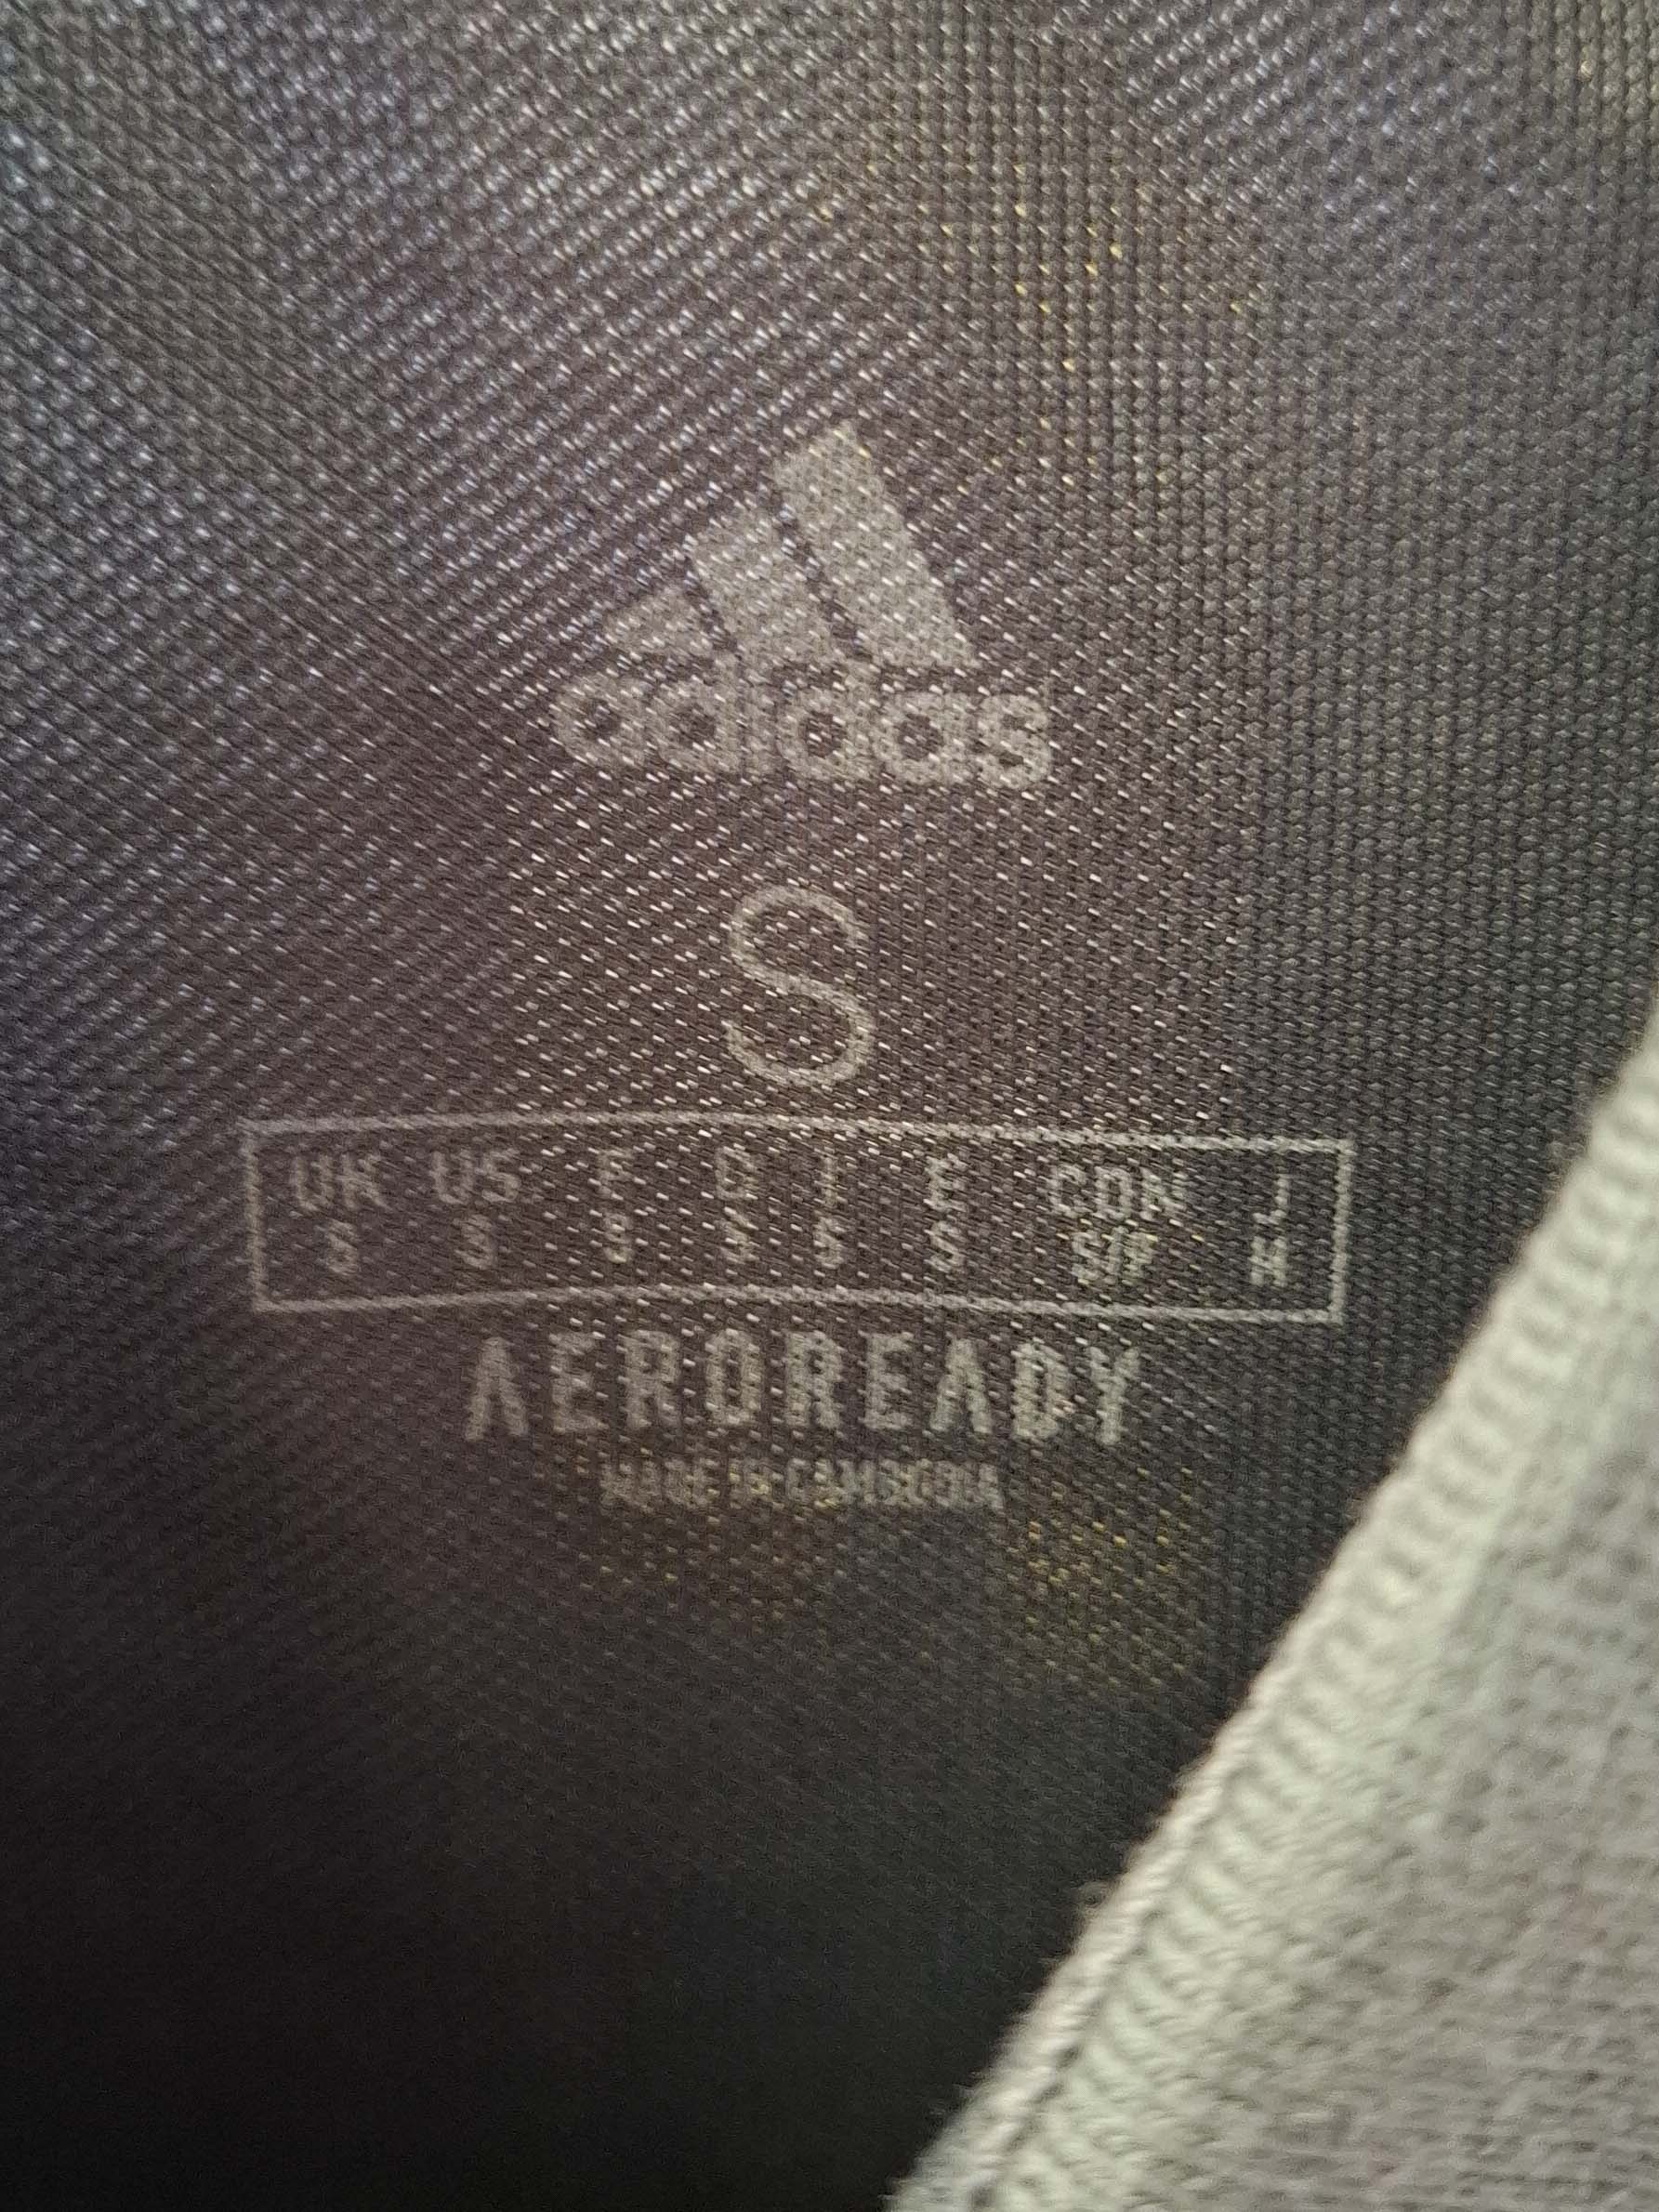 adidas
S
UK US F D I E CDN J
S S S S S S S/P M
AEROREADY
MADE IN CAMBODIA